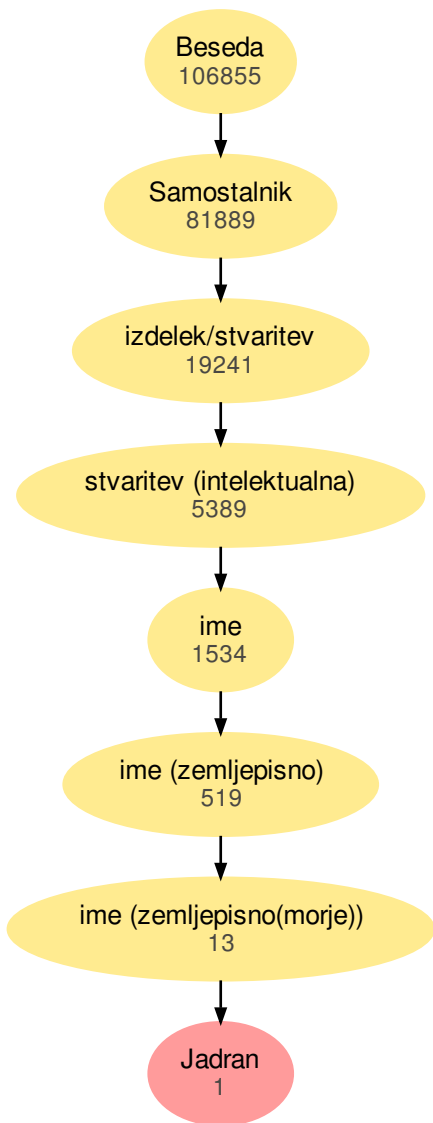 Beseda
106855
Samostalnik
81889
izdelek/stvaritev
19241
stvaritev (intelektualna)
5389
ime
1534
ime (zemljepisno)
519
ime (zemljepisno(morje))
13
Jadran
1